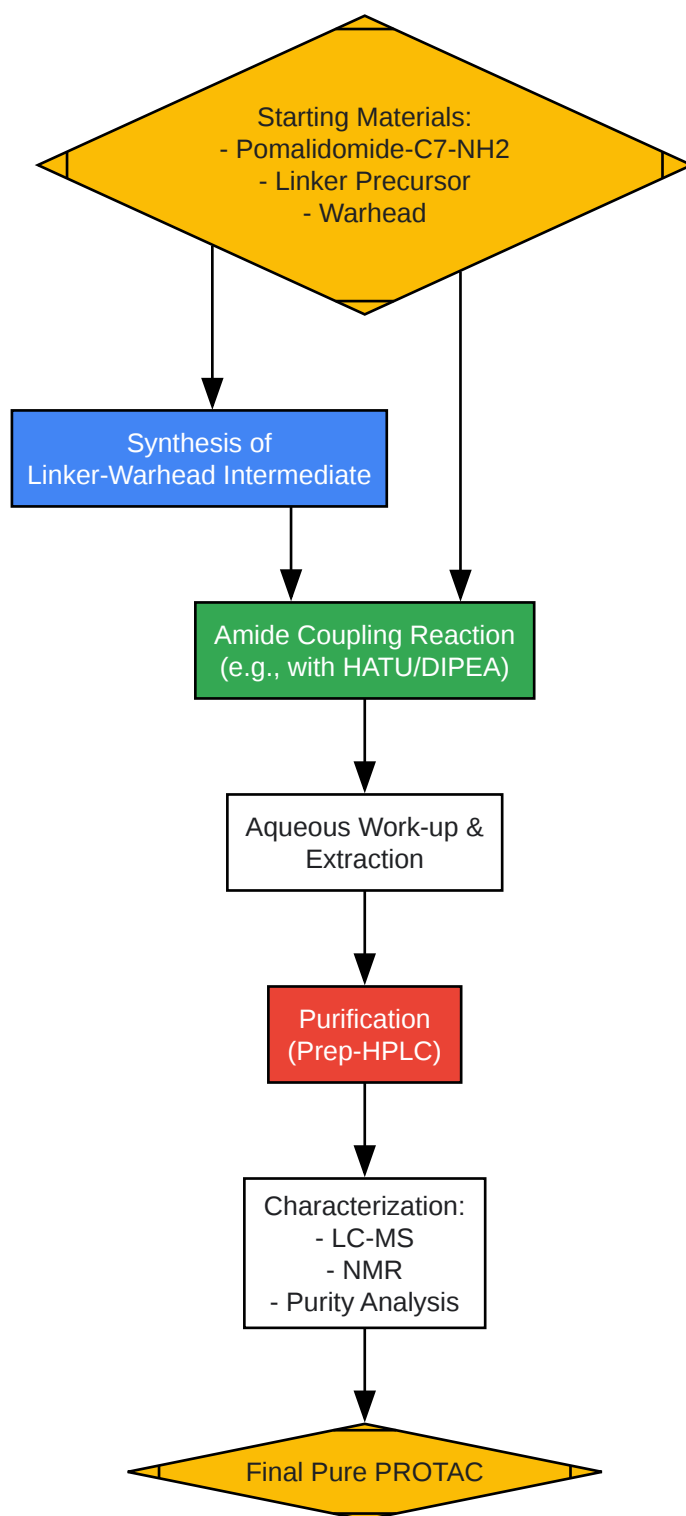 Starting Materials:
- Pomalidomide-C7-NH2
- Linker Precursor
- Warhead
Synthesis of
Linker-Warhead Intermediate
Amide Coupling Reaction
(e.g., with HATU/DIPEA)
Aqueous Work-up &
Extraction
Purification
(Prep-HPLC)
Characterization:
- LC-MS
- NMR
- Purity Analysis
Final Pure PROTAC